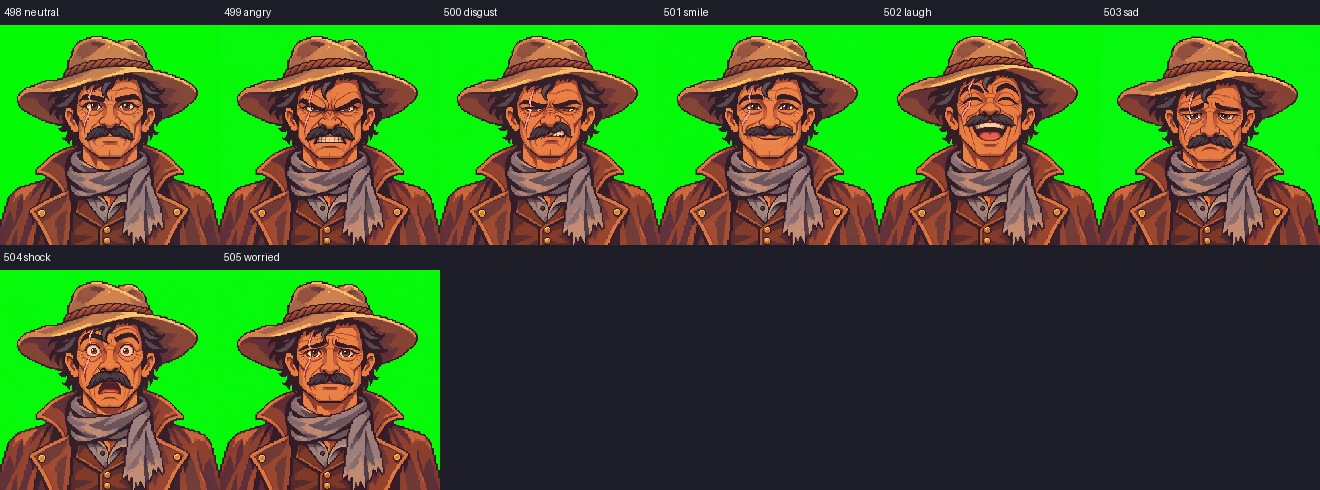 498 neutral
499 angry
500 disgust
501 smile
502 laugh
503 sad
504 shock
505 worried